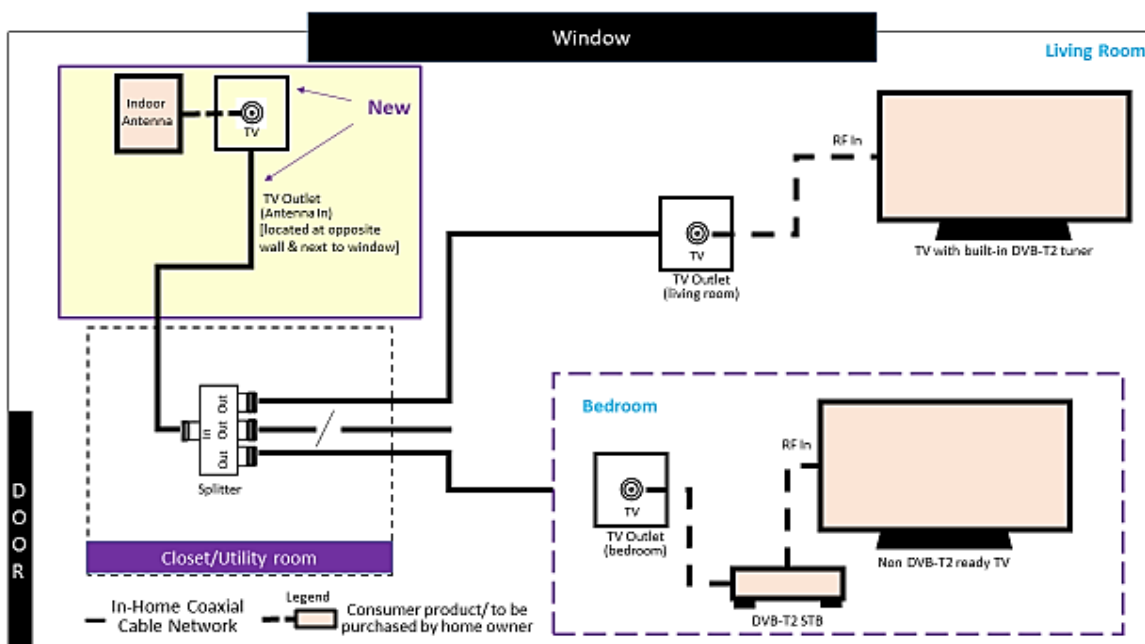 Window
Living Room
Indoor
Antenna
TV
New
TV Outlet
(Antenna In)
[located at opposite
wall & next to window]
RF In
TV with built-in DVB-T2 tuner
TV
TV Outlet
(living room)
Out
Out
Out
In
Splitter
Closet/Utility room
DOOR
Bedroom
TV
TV Outlet
(bedroom)
RF In
Non DVB-T2 ready TV
DVB-T2 STB
Legend
In-Home Coaxial
Cable Network
Consumer product/ to be
purchased by home owner